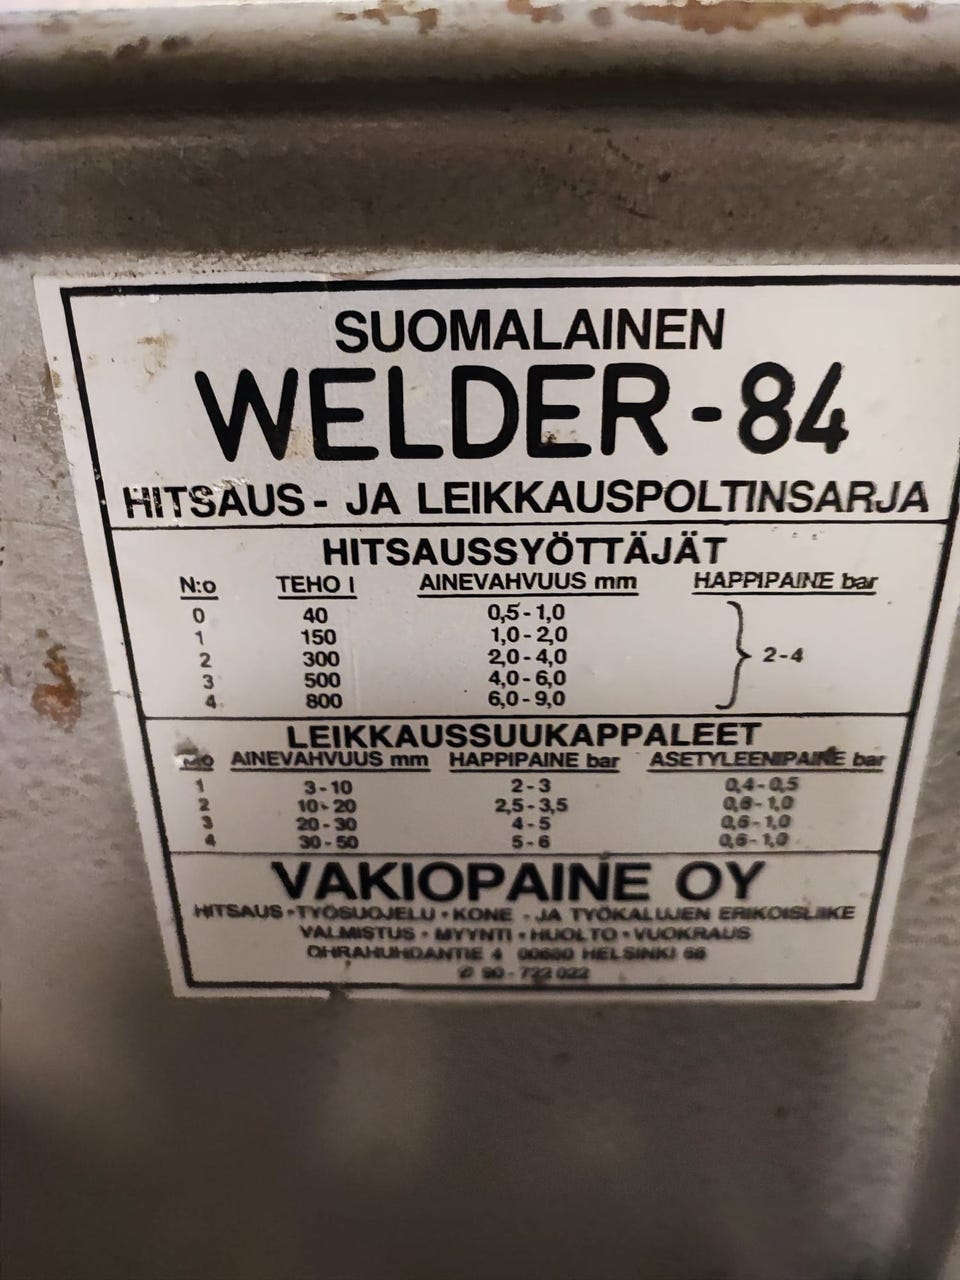 SUOMALAINEN
WELDER-84
HITSAUS- JA LEIKKAUSPOLTINSARJA
HITSAUSSYÖTTÄJÄT
N:o TEHO l AINEVAHVUUS mm HAPPIPAINE bar
0 40 0,5-1,0
1 150 1,0-2,0
2 300 2,0-4,0 2-4
3 500 4,0-6,0
4 800 6,0-9,0
LEIKKAUSSUUKAPPALEET
AINEVAHVUUS mm HAPPIPAINE bar ASETYLEENIPAINE bar
1 3-10 2-3 0,4-0,5
2 10-20 2,5-3,5 0,6-1,0
3 20-30 4-5 0,6-1,0
4 30-50 5-6 0,6-1,0
VAKIOPAINE OY
HITSAUS • TYÖSUOJELU • KONE - JA TYÖKALUJEN ERIKOISLIIKE
VALMISTUS • MYYNTI • HUOLTO • VUOKRAUS
OHRAHUHDANTIE 4 00680 HELSINKI 68
90-722 022